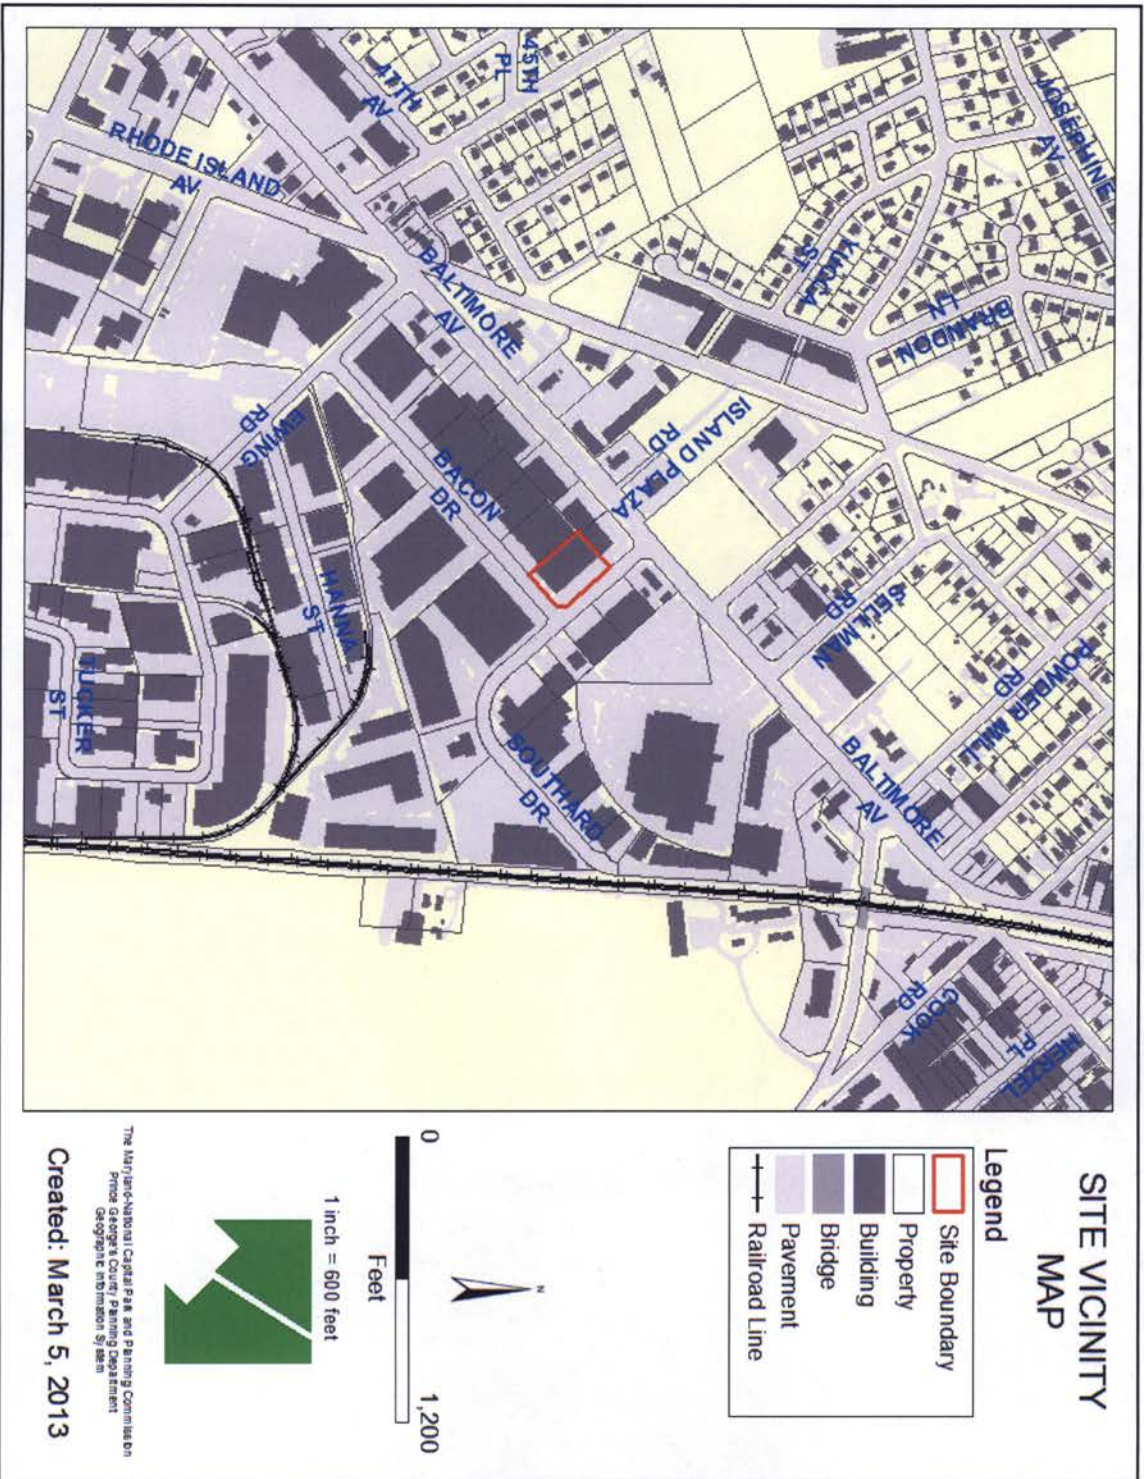 SITE VICINITY
MAP
Legend
Site Boundary
Property
Building
Bridge
Pavement
Railroad Line
N
0
1,200
Feet
1 inch = 600 feet
The Maryland-National Capital Park and Planning Commission
Prince George's County Planning Department
Geographic Information System
Created: March 5, 2013
JOSEPHINE
AV
YUCCA
ST
BRANDON
LN
POWDER MILL
RD
SELLMAN
RD
HERZEL
PL
COOK
RD
BALTIMORE
AV
ISLAND PLAZA
RD
45TH
PL
47TH
AV
BALTIMORE
AV
RHODE ISLAND
AV
BACON
DR
SOUTHARD
DR
EWING
RD
HANNA
ST
TUCKER
ST